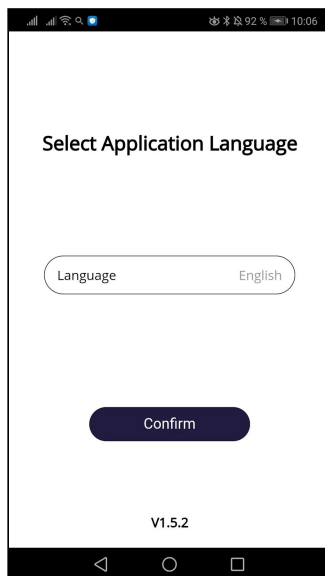 92 % 10:06
Select Application Language
Language English
Confirm
V1.5.2